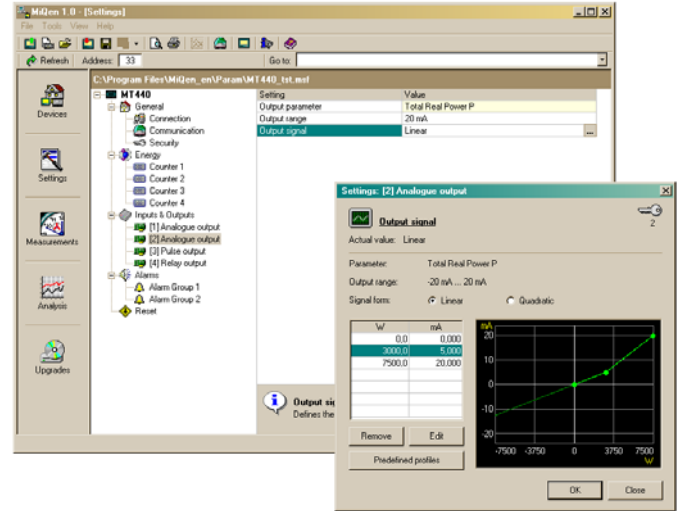 MiQen 1.0 - [Settings]
File Tools View Help
Refresh Address: 33 Go to:
C:\Program Files\MiQen_en\Param\MT440_tst.msf
Devices
Settings
Measurements
Analysis
Upgrades
MT440
General
Connection
Communication
Security
Energy
Counter 1
Counter 2
Counter 3
Counter 4
Inputs & Outputs
[1] Analogue output
[2] Analogue output
[3] Pulse output
[4] Relay output
Alarms
Alarm Group 1
Alarm Group 2
Reset
Setting Value
Output parameter Total Real Power P
Output range 20 mA
Output signal Linear ...
Output sig
Defines the
Settings: [2] Analogue output
Output signal
2
Actual value: Linear
Parameter: Total Real Power P
Output range: -20 mA ... 20 mA
Signal form: Linear Quadratic
W mA
0,0 0,000
3000,0 5,000
7500,0 20,000
Remove Edit
Predefined profiles
mA
20
10
0
-10
-20
-7500 -3750 0 3750 7500
W
OK Close